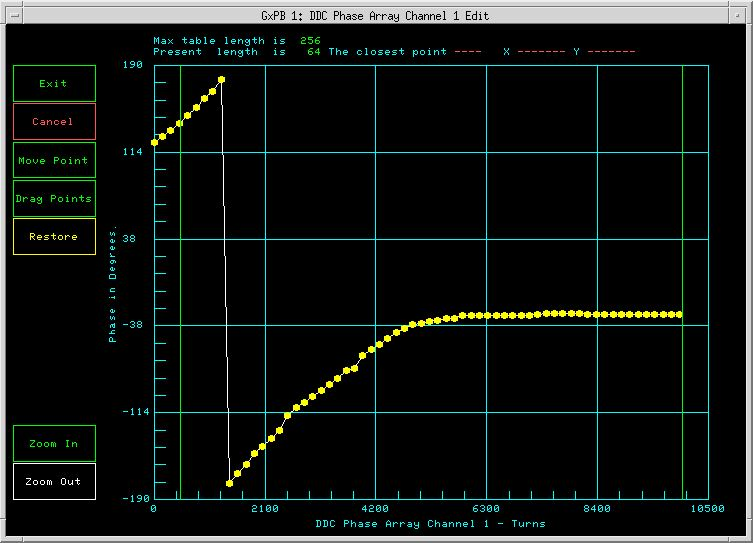 GxPB 1: DDC Phase Array Channel 1 Edit
Max table length is 256
Present length is 64 The closest point ---- X ------- Y -------
Exit
Cancel
Move Point
Drag Points
Restore
Zoom In
Zoom Out
Phase in Degrees.
190
114
38
-38
-114
-190
0 2100 4200 6300 8400 10500
DDC Phase Array Channel 1 - Turns